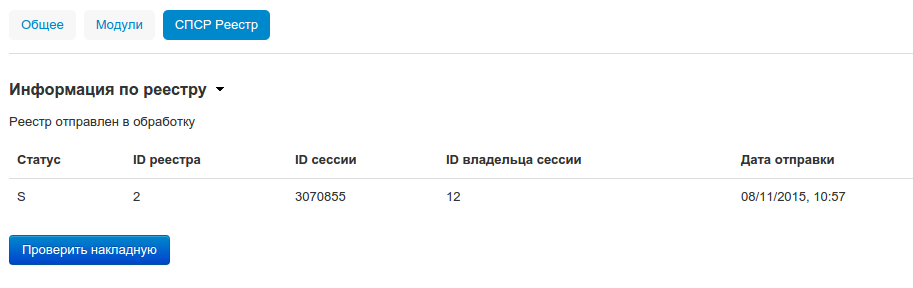 Общее Модули СПСР Реестр
Информация по реестру
Реестр отправлен в обработку
Статус ID реестра ID сессии ID владельца сессии Дата отправки
S 2 3070855 12 08/11/2015, 10:57
Проверить накладную